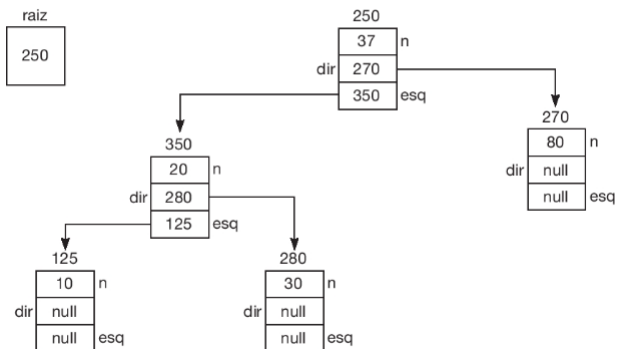 raiz
250
250
37 n
dir 270
350 esq
270
80 n
dir null
null esq
350
20 n
dir 280
125 esq
125
10 n
dir null
null esq
280
30 n
dir null
null esq